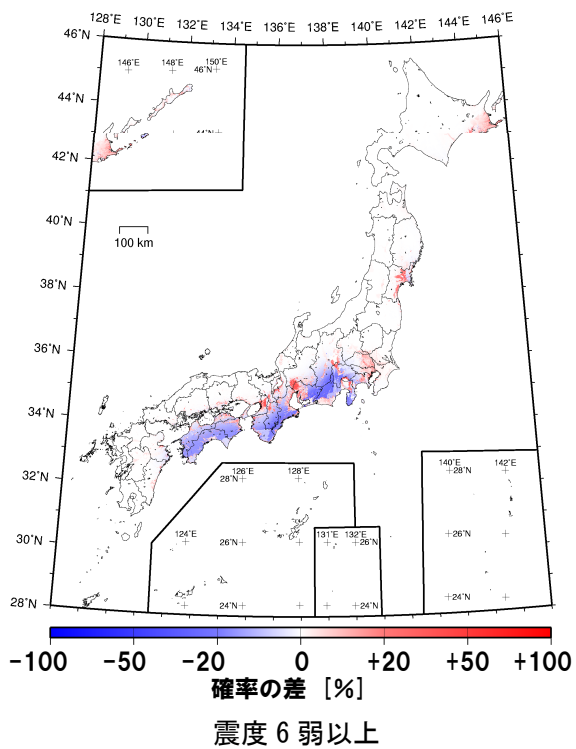 128°E 130°E 132°E 134°E 136°E 138°E 140°E 142°E 144°E 146°E
46°N
146°E 148°E 150°E
46°N
44°N
44°N
42°N
40°N
100 km
38°N
36°N
34°N
32°N
126°E 128°E
28°N
140°E 142°E
28°N
124°E
131°E 132°E
30°N
26°N
26°N
26°N
28°N
24°N
24°N
24°N
-100 -50 -20 0 +20 +50 +100
確率の差 [%]
震度6弱以上